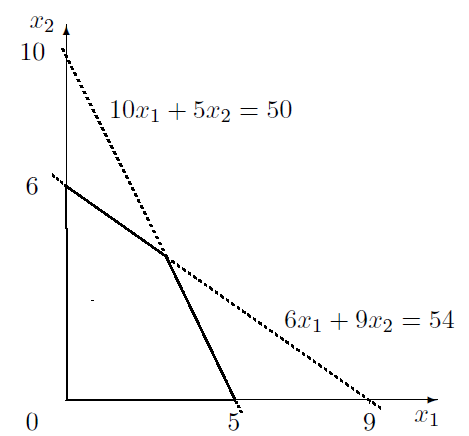 x₂
10
10x₁ + 5x₂ = 50
6
6x₁ + 9x₂ = 54
0
5
9
x₁